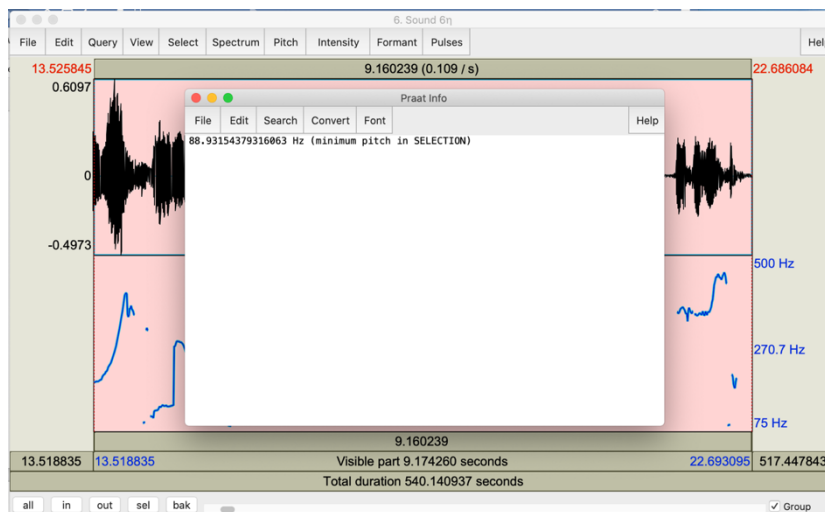 6. Sound 6η
File Edit Query View Select Spectrum Pitch Intensity Formant Pulses Hel
13.525845 9.160239 (0.109 / s) 22.686084
0.6097
Praat Info
File Edit Search Convert Font Help
88.93154379316063 Hz (minimum pitch in SELECTION)
0
-0.4973
500 Hz
270.7 Hz
75 Hz
9.160239
13.518835 13.518835 Visible part 9.174260 seconds 22.693095 517.447843
Total duration 540.140937 seconds
all in out sel bak Group